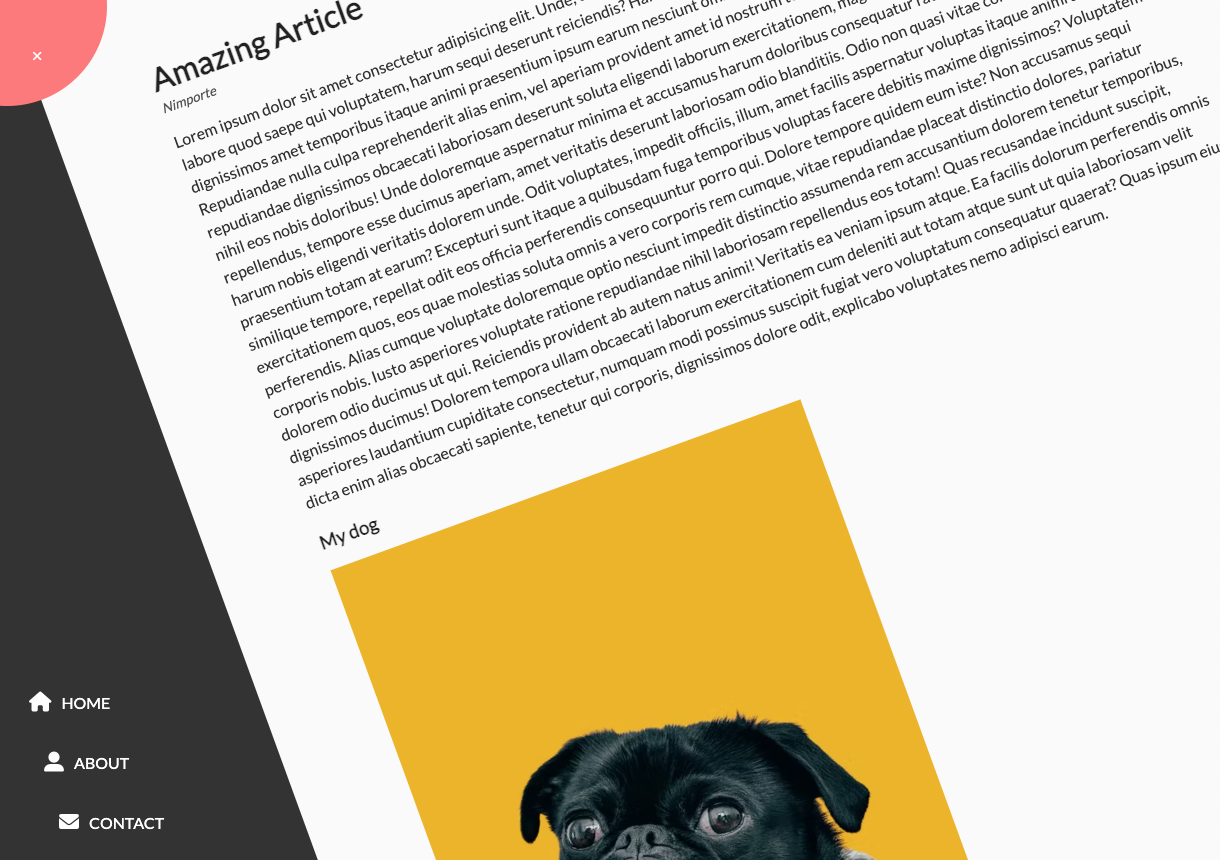 ×
Amazing Article
Nimporte
Lorem ipsum dolor sit amet consectetur adipisicing elit. Unde,
labore quod saepe qui voluptatem, harum sequi deserunt reiciendis?
dignissimos amet temporibus itaque animi praesentium ipsum earum nesciunt
Repudiandae nulla culpa reprehenderit alias enim, vel aperiam provident amet id nostrum
repudiandae dignissimos obcaecati laboriosam deserunt soluta eligendi laborum exercitationem,
nihil eos nobis doloribus! Unde doloremque aspernatur minima et accusamus harum doloribus consequatur
repellendus, tempore esse ducimus aperiam, amet veritatis deserunt laboriosam odio blanditiis. Odio non quasi vitae
harum nobis eligendi veritatis dolorem unde. Odit voluptates, impedit officiis, illum, amet facilis aspernatur voluptas itaque animi
praesentium totam at earum? Excepturi sunt itaque a quibusdam fuga temporibus voluptas facere debitis maxime dignissimos? Voluptatem
similique tempore, repellat odit eos officia perferendis consequuntur porro qui. Dolore tempore quidem eum iste? Non accusamus sequi
exercitationem quos, eos quae molestias soluta omnis a vero corporis rem cumque, vitae repudiandae placeat distinctio dolores, pariatur
perferendis. Alias cumque voluptate doloremque optio nesciunt impedit distinctio assumenda rem accusantium dolorem tenetur temporibus,
corporis nobis. Iusto asperiores voluptate ratione repudiandae nihil laboriosam repellendus eos totam! Quas recusandae incidunt suscipit,
dolorem odio ducimus ut qui. Reiciendis provident ab autem natus animi! Veritatis ea veniam ipsum atque. Ea facilis dolorum perferendis omnis
dignissimos ducimus! Dolorem tempora ullam obcaecati laborum exercitationem cum deleniti aut totam atque sunt ut quia laboriosam velit
asperiores laudantium cupiditate consectetur, numquam modi possimus suscipit fugiat vero voluptatum consequatur quaerat? Quas ipsum
dicta enim alias obcaecati sapiente, tenetur qui corporis, dignissimos dolore odit, explicabo voluptates nemo adipisci earum.
My dog
HOME
ABOUT
CONTACT